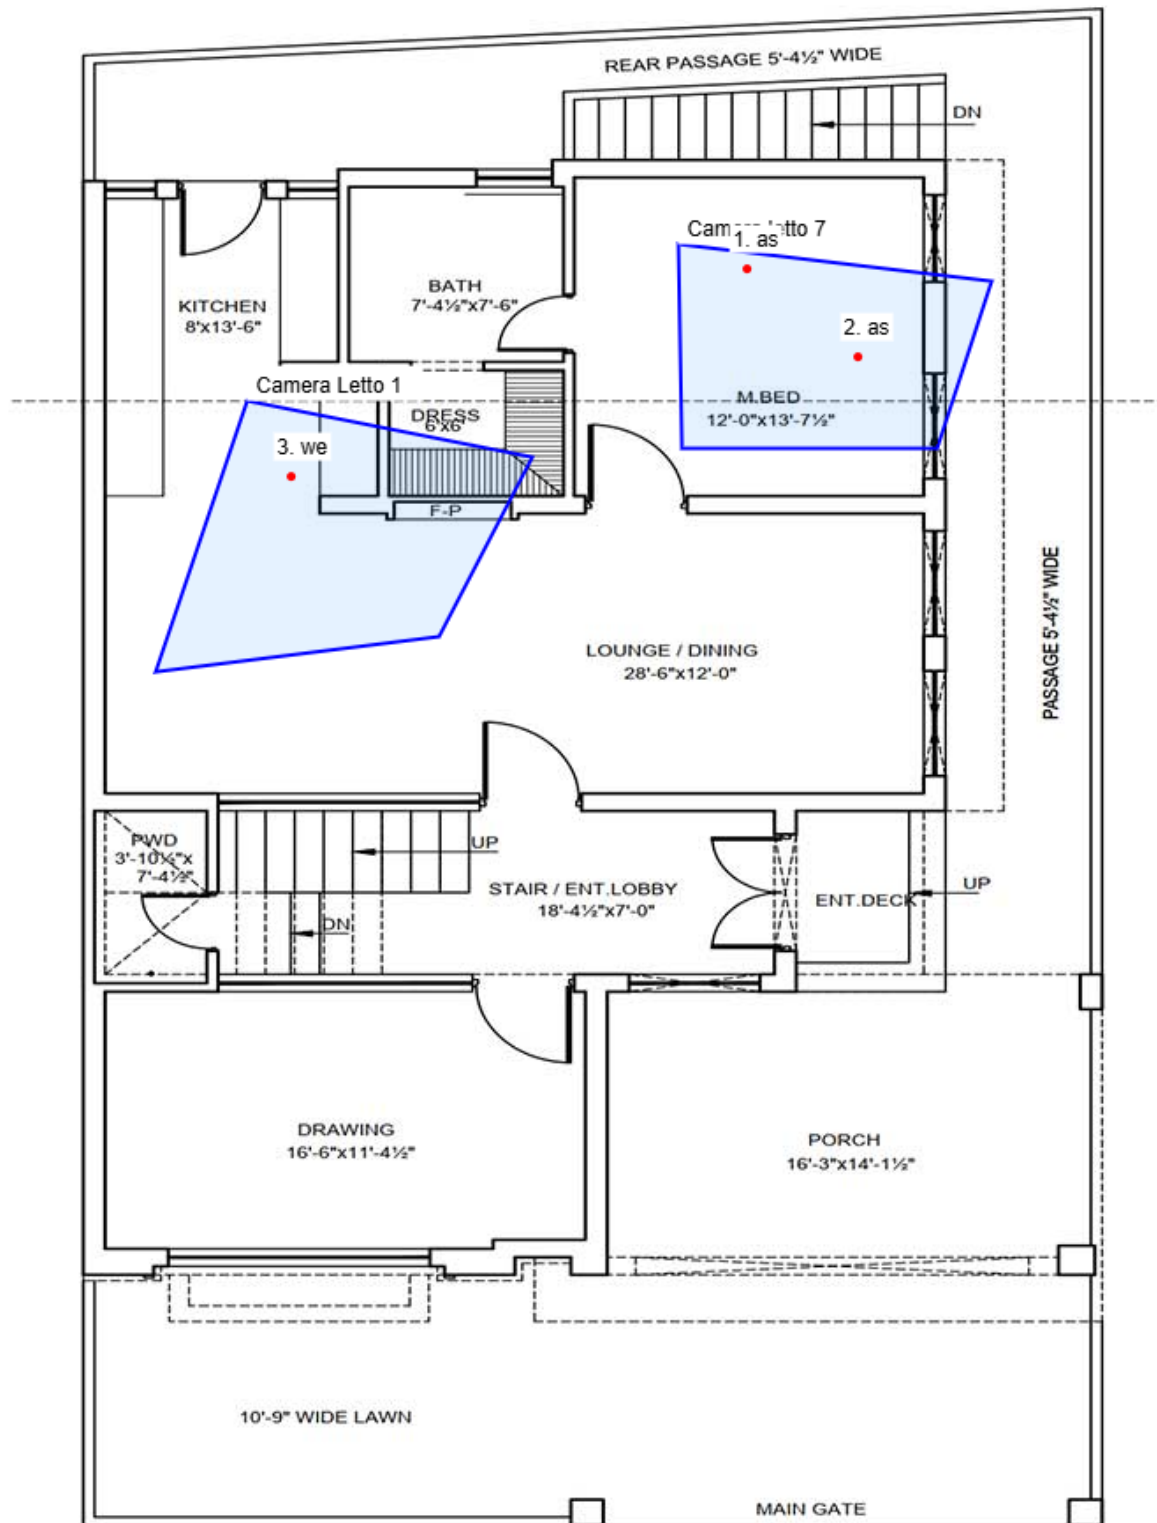 REAR PASSAGE 5'-4½" WIDE
DN
Camera Letto 7
1. as
BATH
7'-4½"x7'-6"
KITCHEN
8'x13'-6"
2. as
Camera Letto 1
M.BED
12'-0"x13'-7½"
DRESS
6'x6'
3. we
F-P
PASSAGE 5'-4½" WIDE
LOUNGE / DINING
28'-6"x12'-0"
PWD
3'-10½"x
7'-4½"
UP
STAIR / ENT.LOBBY
18'-4½"x7'-0"
UP
ENT.DECK
DN
DRAWING
16'-6"x11'-4½"
PORCH
16'-3"x14'-1½"
10'-9" WIDE LAWN
MAIN GATE